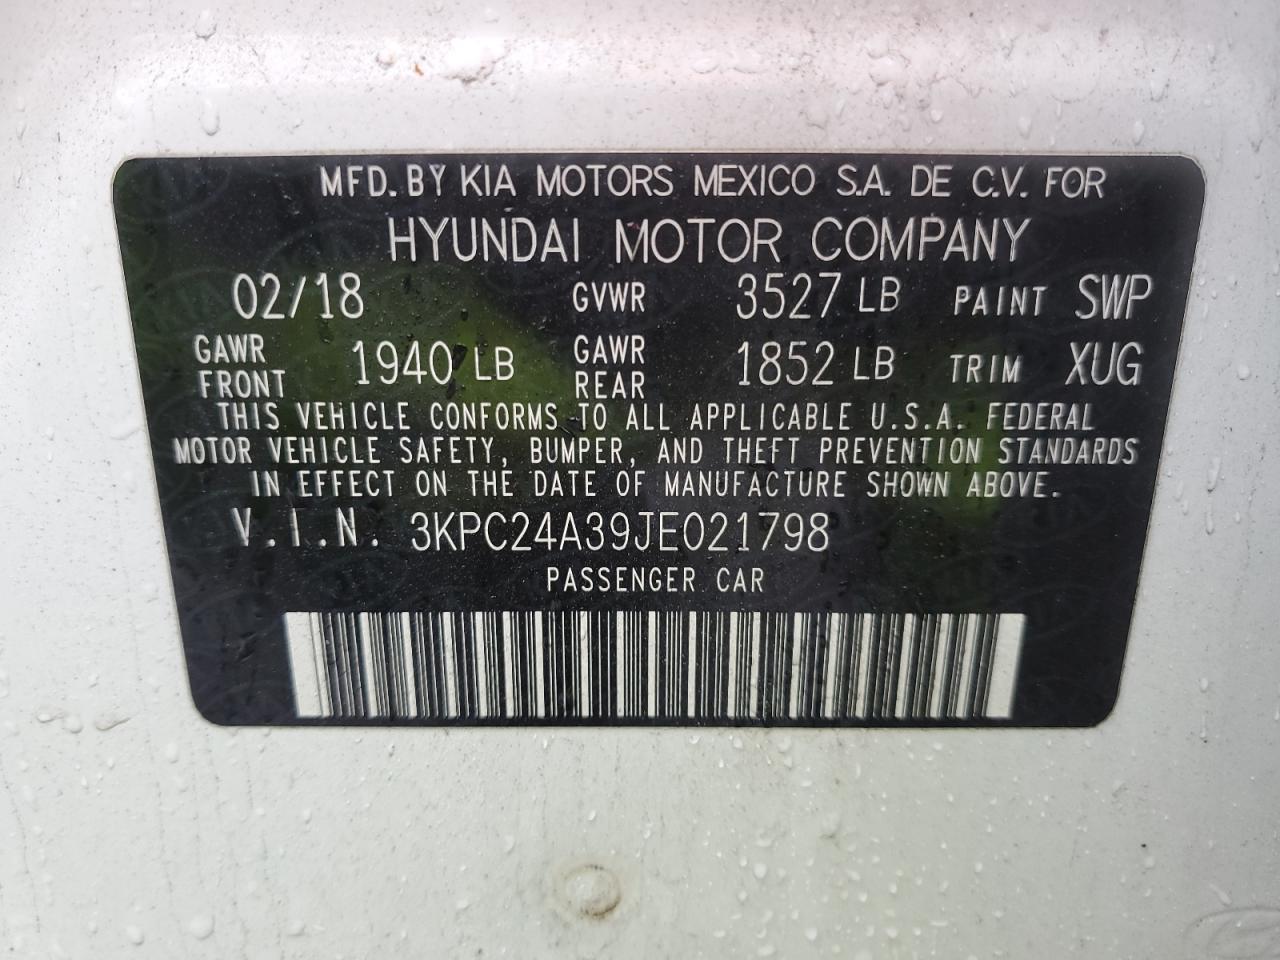 MFD. BY KIA MOTORS MEXICO S.A. DE C.V. FOR
HYUNDAI MOTOR COMPANY
02/18 GVWR 3527 LB PAINT SWP
GAWR FRONT 1940 LB GAWR REAR 1852 LB TRIM XUG
THIS VEHICLE CONFORMS TO ALL APPLICABLE U.S.A. FEDERAL
MOTOR VEHICLE SAFETY, BUMPER, AND THEFT PREVENTION STANDARDS
IN EFFECT ON THE DATE OF MANUFACTURE SHOWN ABOVE.
V.I.N. 3KPC24A39JE021798
PASSENGER CAR